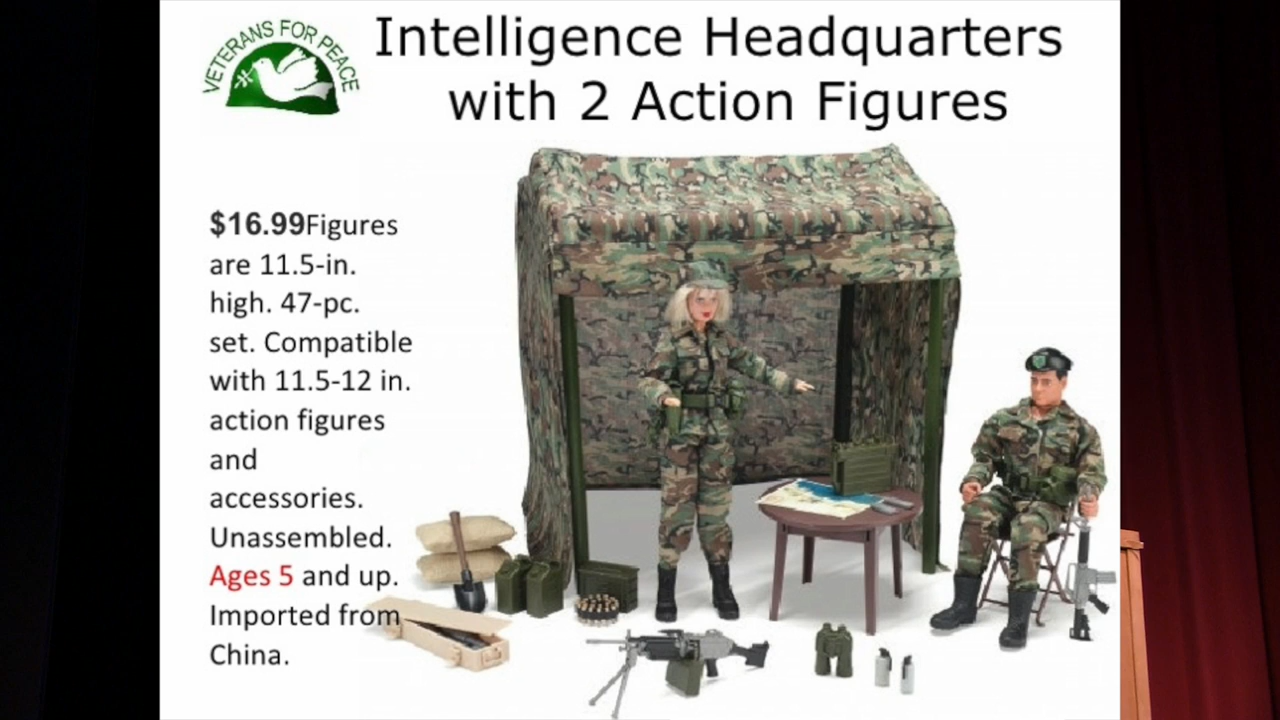 VETERANS FOR PEACE
Intelligence Headquarters
with 2 Action Figures
$16.99Figures
are 11.5-in.
high. 47-pc.
set. Compatible
with 11.5-12 in.
action figures
and
accessories.
Unassembled.
Ages 5 and up.
Imported from
China.